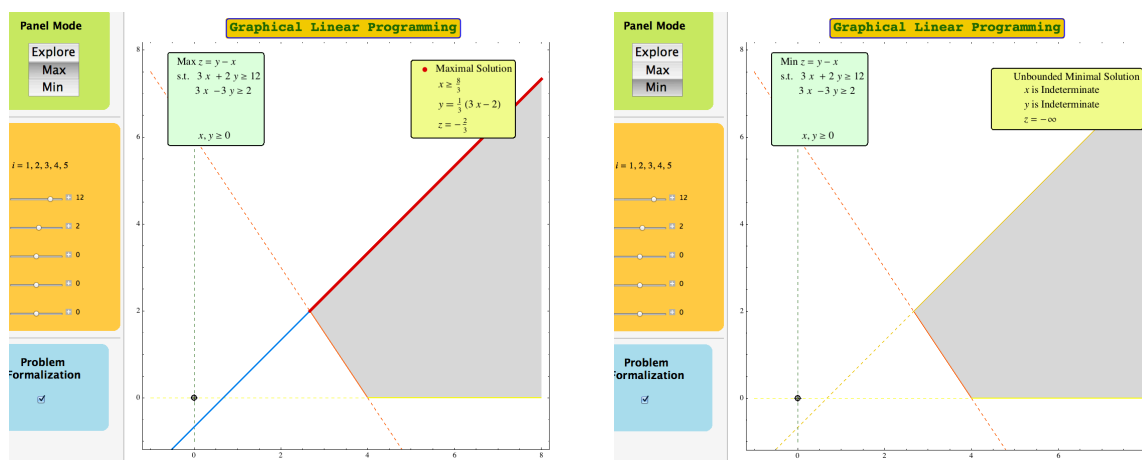 Panel Mode
Explore
Max
Min
i = 1, 2, 3, 4, 5
12
2
0
0
0
Problem
Formalization
Graphical Linear Programming
Max z = y − x
s.t. 3 x + 2 y ≥ 12
3 x −3 y ≥ 2
x, y ≥ 0
Maximal Solution
x ≥ 8/3
y = 1/3 (3 x − 2)
z = − 2/3
8
6
4
2
0
0
2
4
6
8
Panel Mode
Explore
Max
Min
i = 1, 2, 3, 4, 5
12
2
0
0
0
Problem
Formalization
Graphical Linear Programming
Min z = y − x
s.t. 3 x + 2 y ≥ 12
3 x −3 y ≥ 2
x, y ≥ 0
Unbounded Minimal Solution
x is Indeterminate
y is Indeterminate
z = −∞
8
6
4
2
0
0
2
4
6